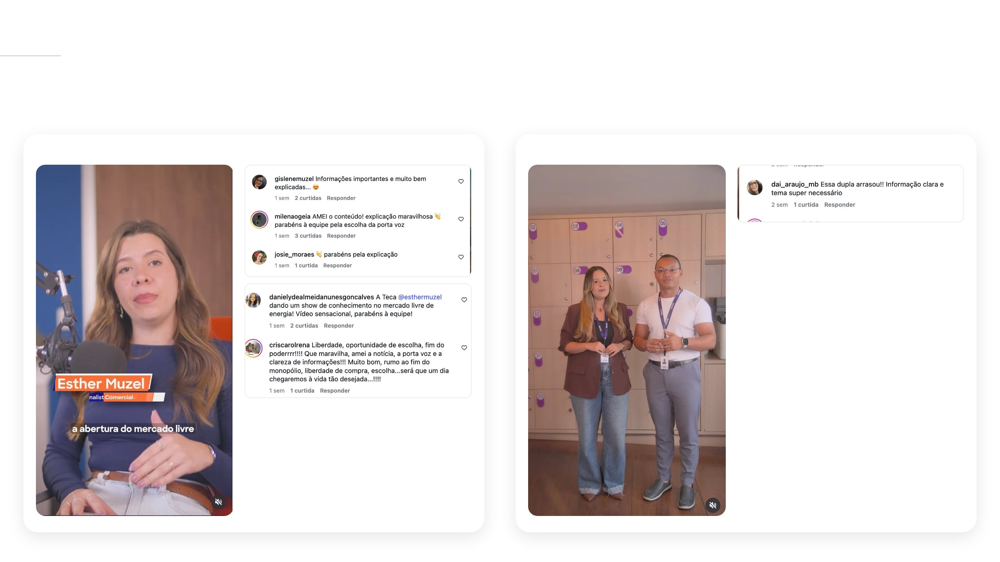 Esther Muzel
nalist Comercial
a abertura do mercado livre
gislenemuzel Informações importantes e muito bem
explicadas... 😍
1 sem 2 curtidas Responder
milenaogeia AMEI o conteúdo! explicação maravilhosa 👏
parabéns à equipe pela escolha da porta voz
1 sem 3 curtidas Responder
josie_moraes 👏 parabéns pela explicação
1 sem 1 curtida Responder
danielydealmeidanunesgoncalves A Teca @esthermuzel
dando um show de conhecimento no mercado livre de
energia! Vídeo sensacional, parabéns à equipe!
1 sem 2 curtidas Responder
criscarolrena Liberdade, oportunidade de escolha, fim do
poderrr!!!! Que maravilha, amei a notícia, a porta voz e a
clareza de informações!!! Muito bom, rumo ao fim do
monopólio, liberdade de compra, escolha...será que um dia
chegaremos à vida tão desejada...!!!!
1 sem 1 curtida Responder
02
03
04
05
07
08
09
12
17
22
2 sem Responder
dai_araujo_mb Essa dupla arrasou!! Informação clara e
tema super necessário
2 sem 1 curtida Responder